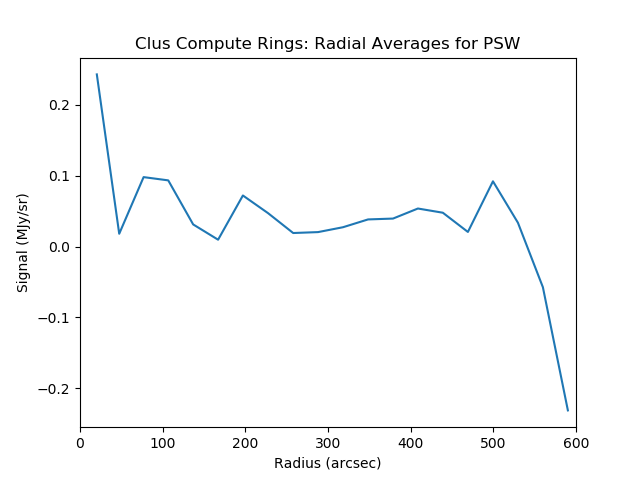 Clus Compute Rings: Radial Averages for PSW
Signal (MJy/sr)
0.2
0.1
0.0
−0.1
−0.2
0 100 200 300 400 500 600
Radius (arcsec)